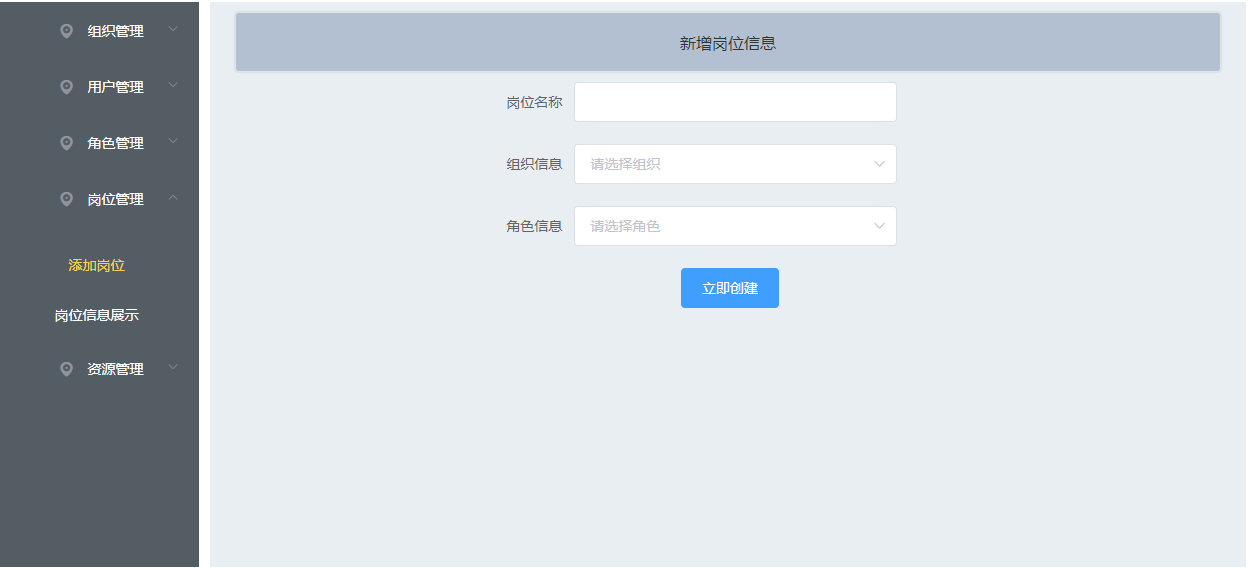 组织管理
用户管理
角色管理
岗位管理
添加岗位
岗位信息展示
资源管理
新增岗位信息
岗位名称
组织信息 请选择组织
角色信息 请选择角色
立即创建